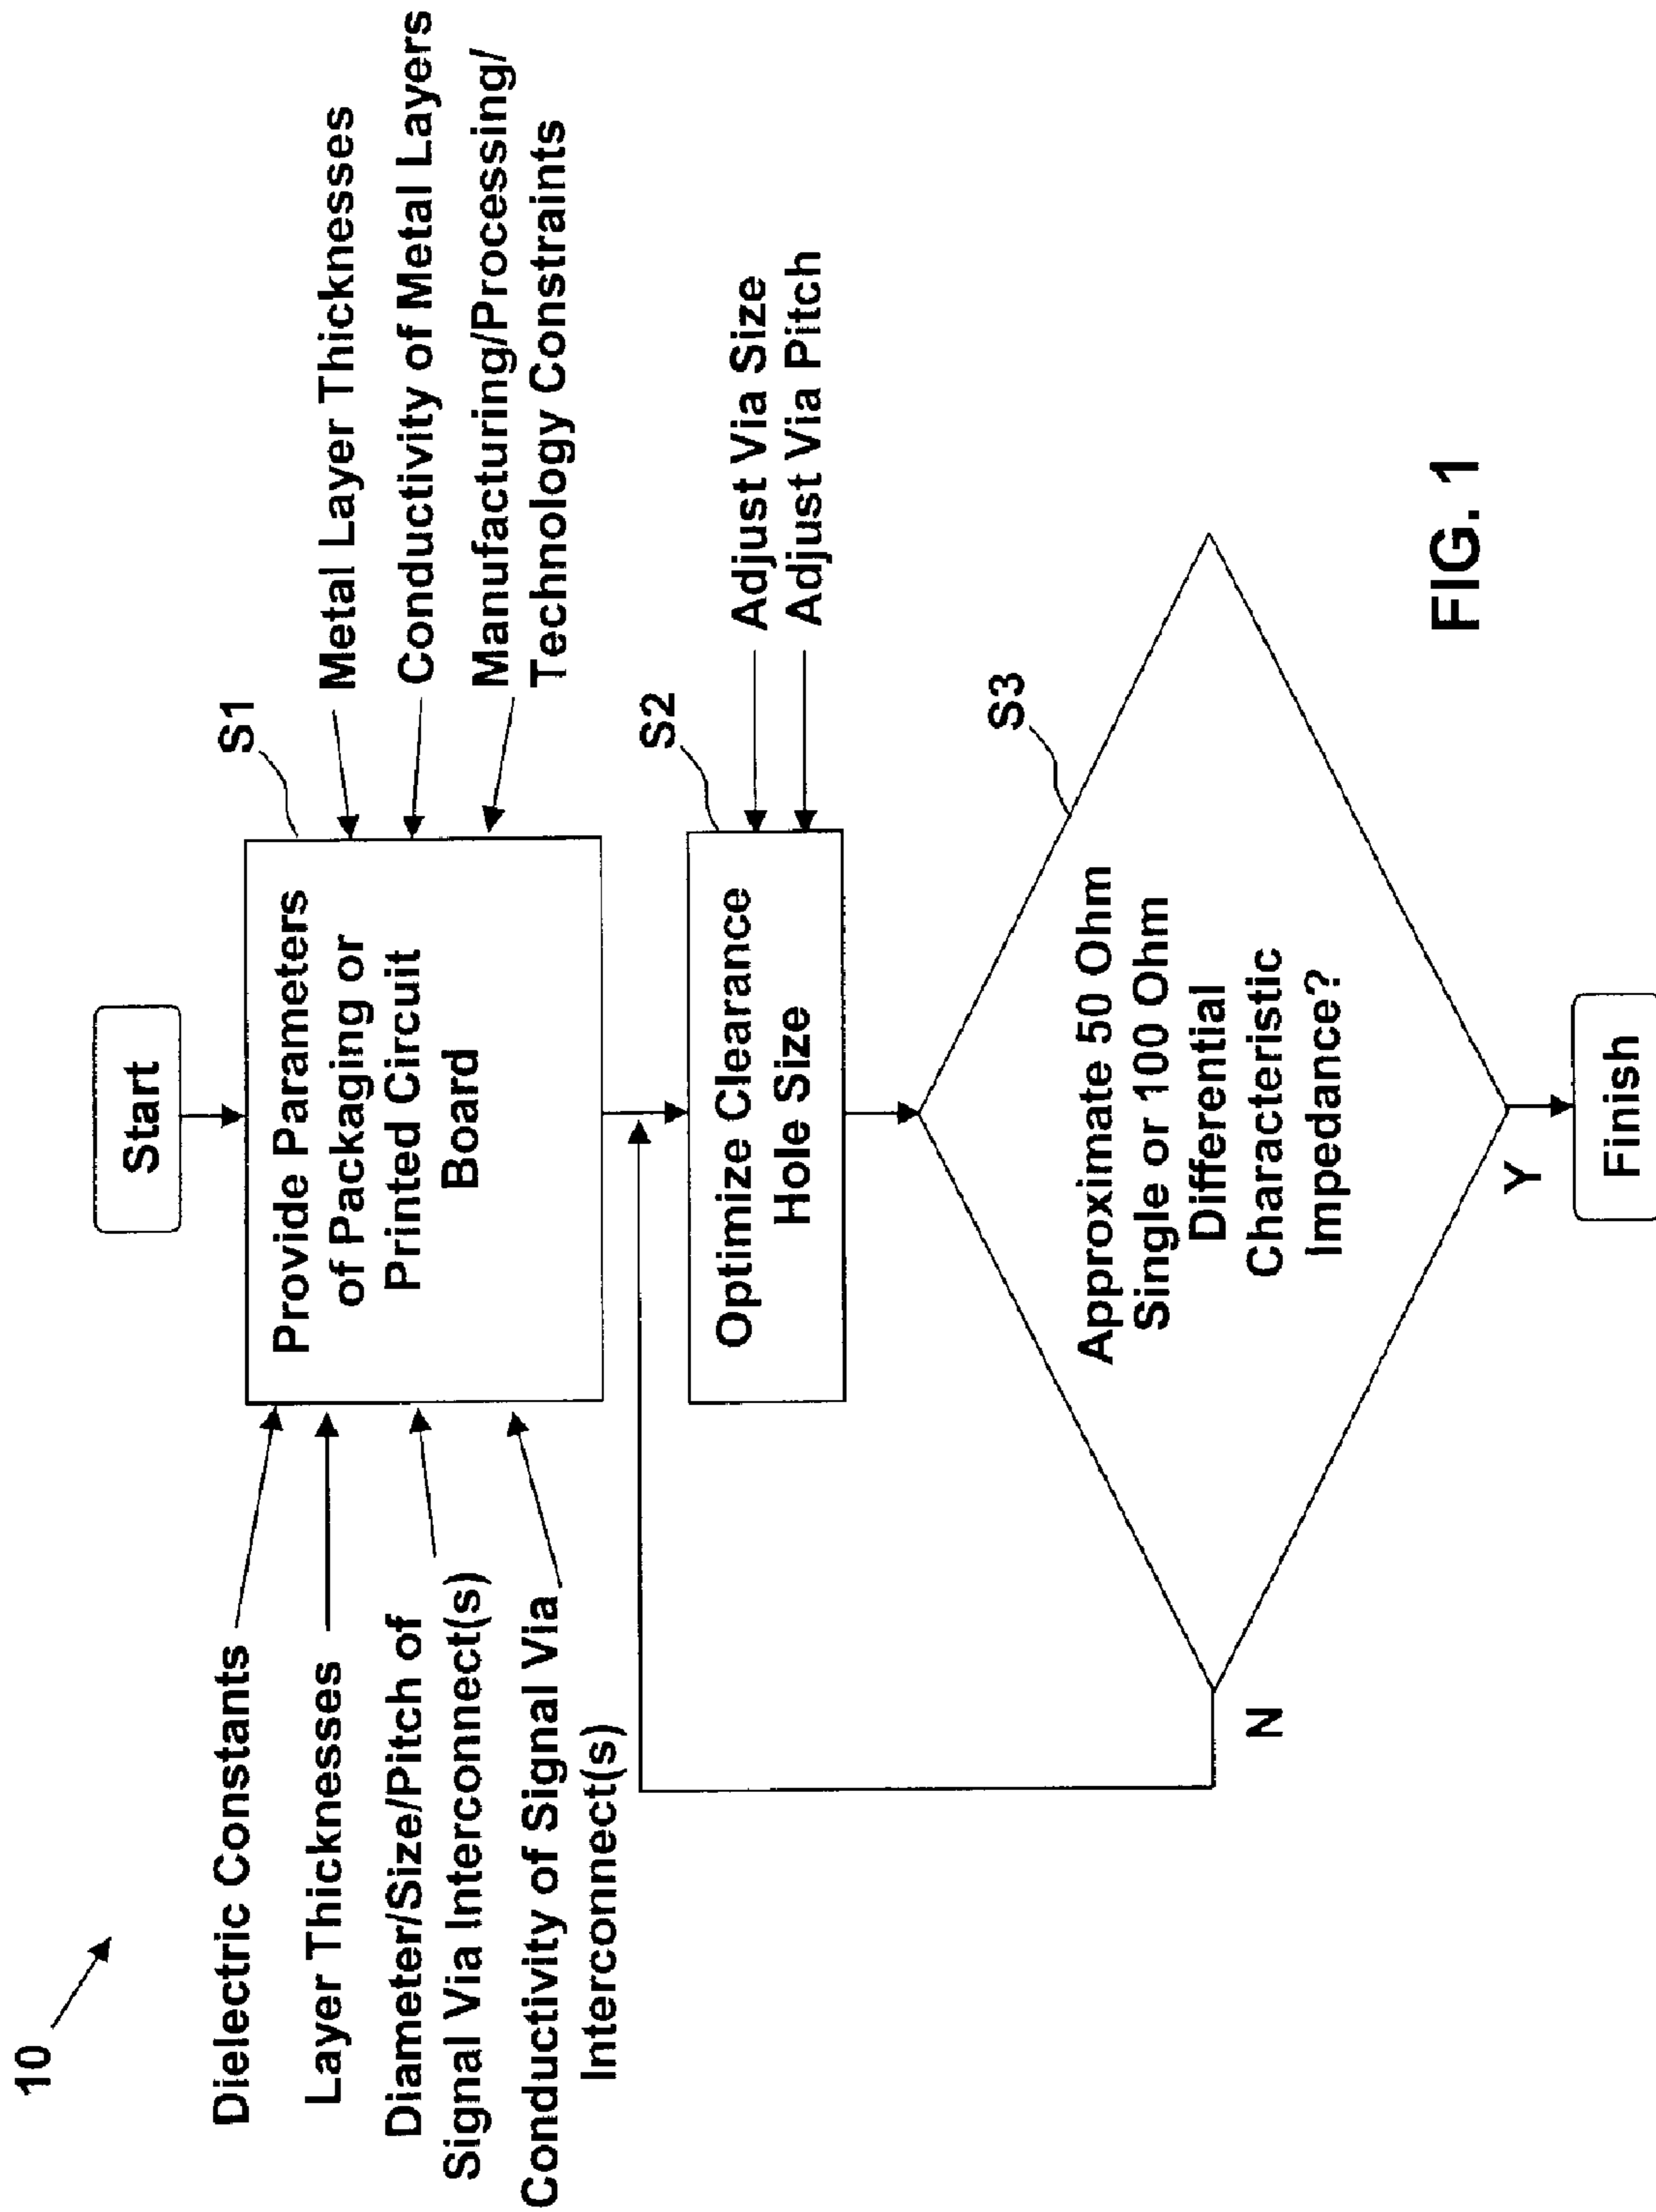 10
Start
Dielectric Constants
Layer Thicknesses
Diameter/Size/Pitch of
Signal Via Interconnect(s)
Conductivity of Signal Via
Interconnect(s)
Provide Parameters
of Packaging or
Printed Circuit
Board
S1
Metal Layer Thicknesses
Conductivity of Metal Layers
Manufacturing/Processing/
Technology Constraints
Optimize Clearance
Hole Size
S2
Adjust Via Size
Adjust Via Pitch
S3
Approximate 50 Ohm
Single or 100 Ohm
Differential
Characteristic
Impedance?
N
Y
Finish
FIG. 1